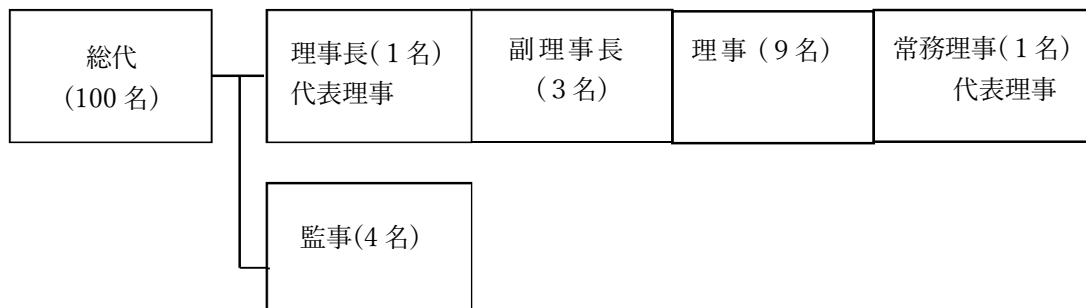 総代
(100 名)
理事長(１名)
代表理事
副理事長
(３名)
理事 (９名)
常務理事(１名)
代表理事
監事(４名)